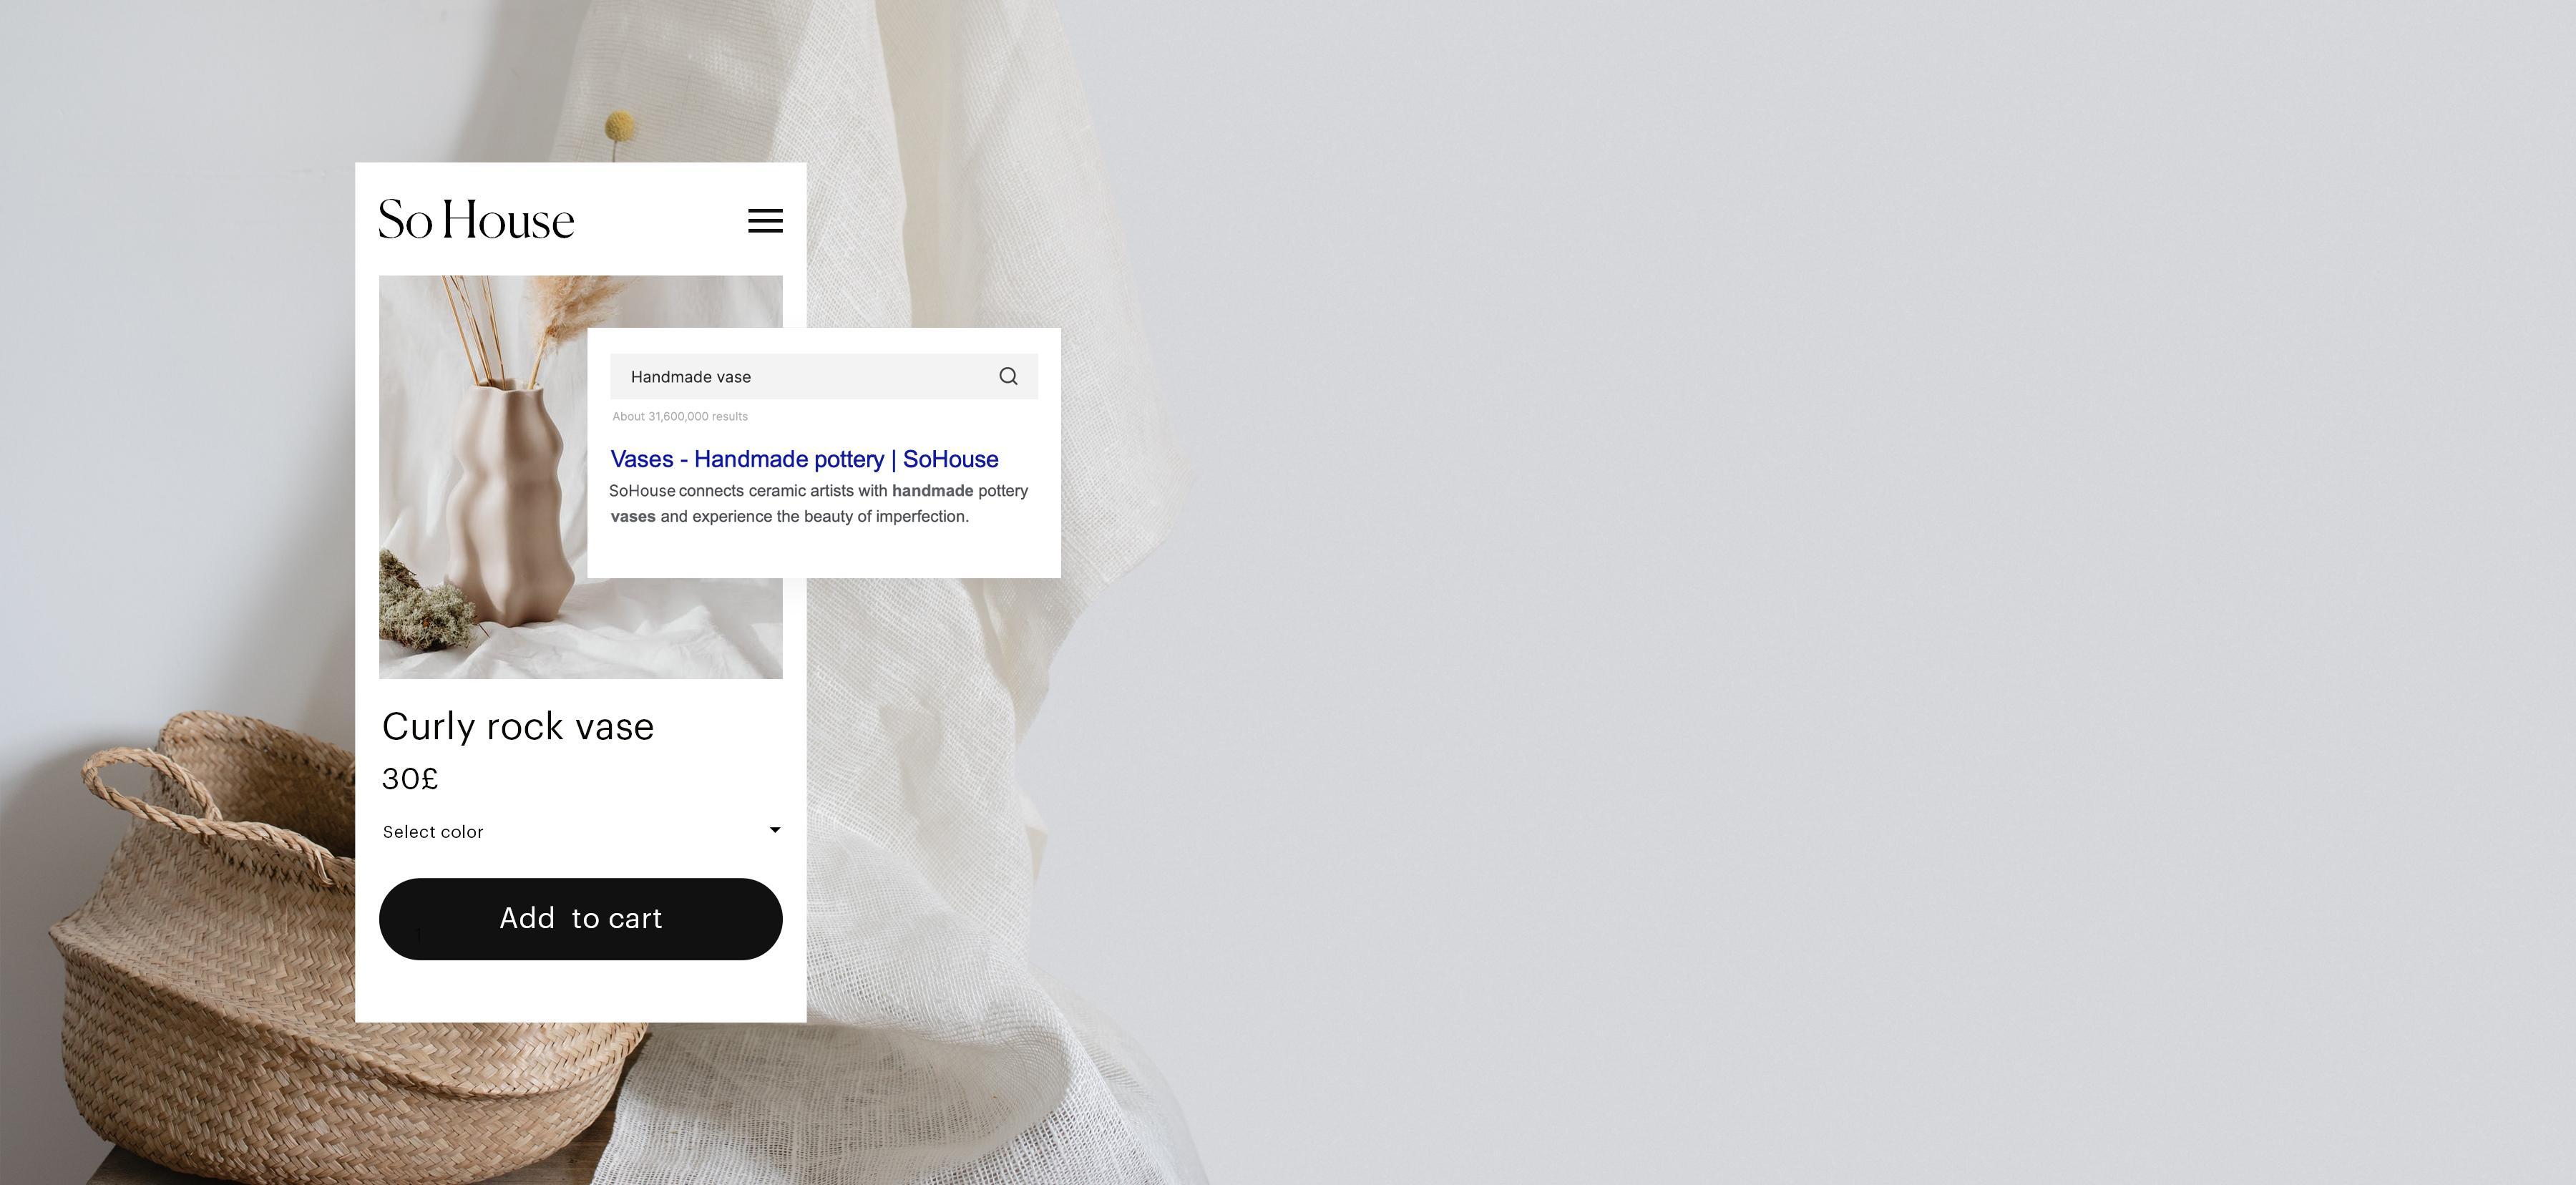 So House
Handmade vase
About 31,600,000 results
Vases - Handmade pottery | SoHouse
SoHouse connects ceramic artists with handmade pottery
vases and experience the beauty of imperfection.
Curly rock vase
30£
Select color
Add  to cart